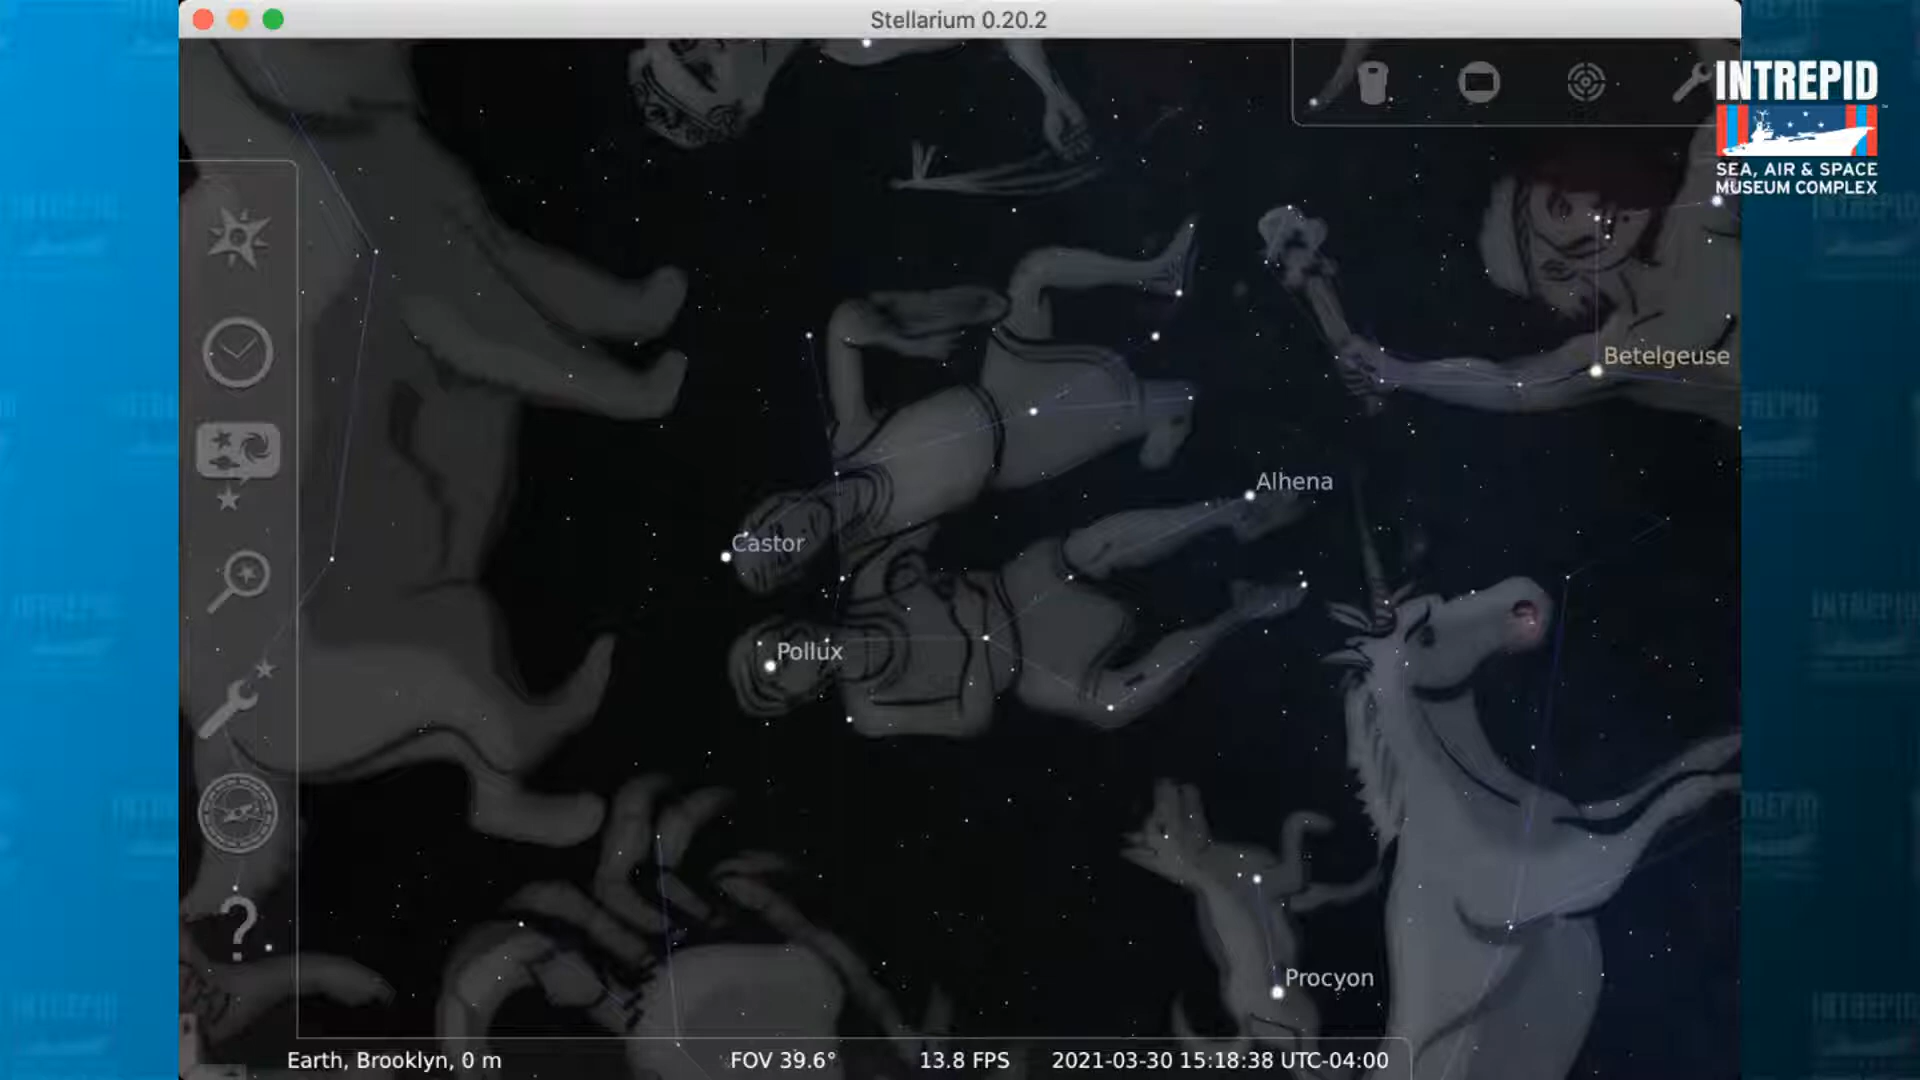 Stellarium 0.20.2
INTREPID
SEA, AIR & SPACE
MUSEUM COMPLEX
Betelgeuse
Alhena
Castor
Pollux
Procyon
Earth, Brooklyn, 0 m
FOV 39.6°
13.8 FPS
2021-03-30 15:18:38 UTC-04:00